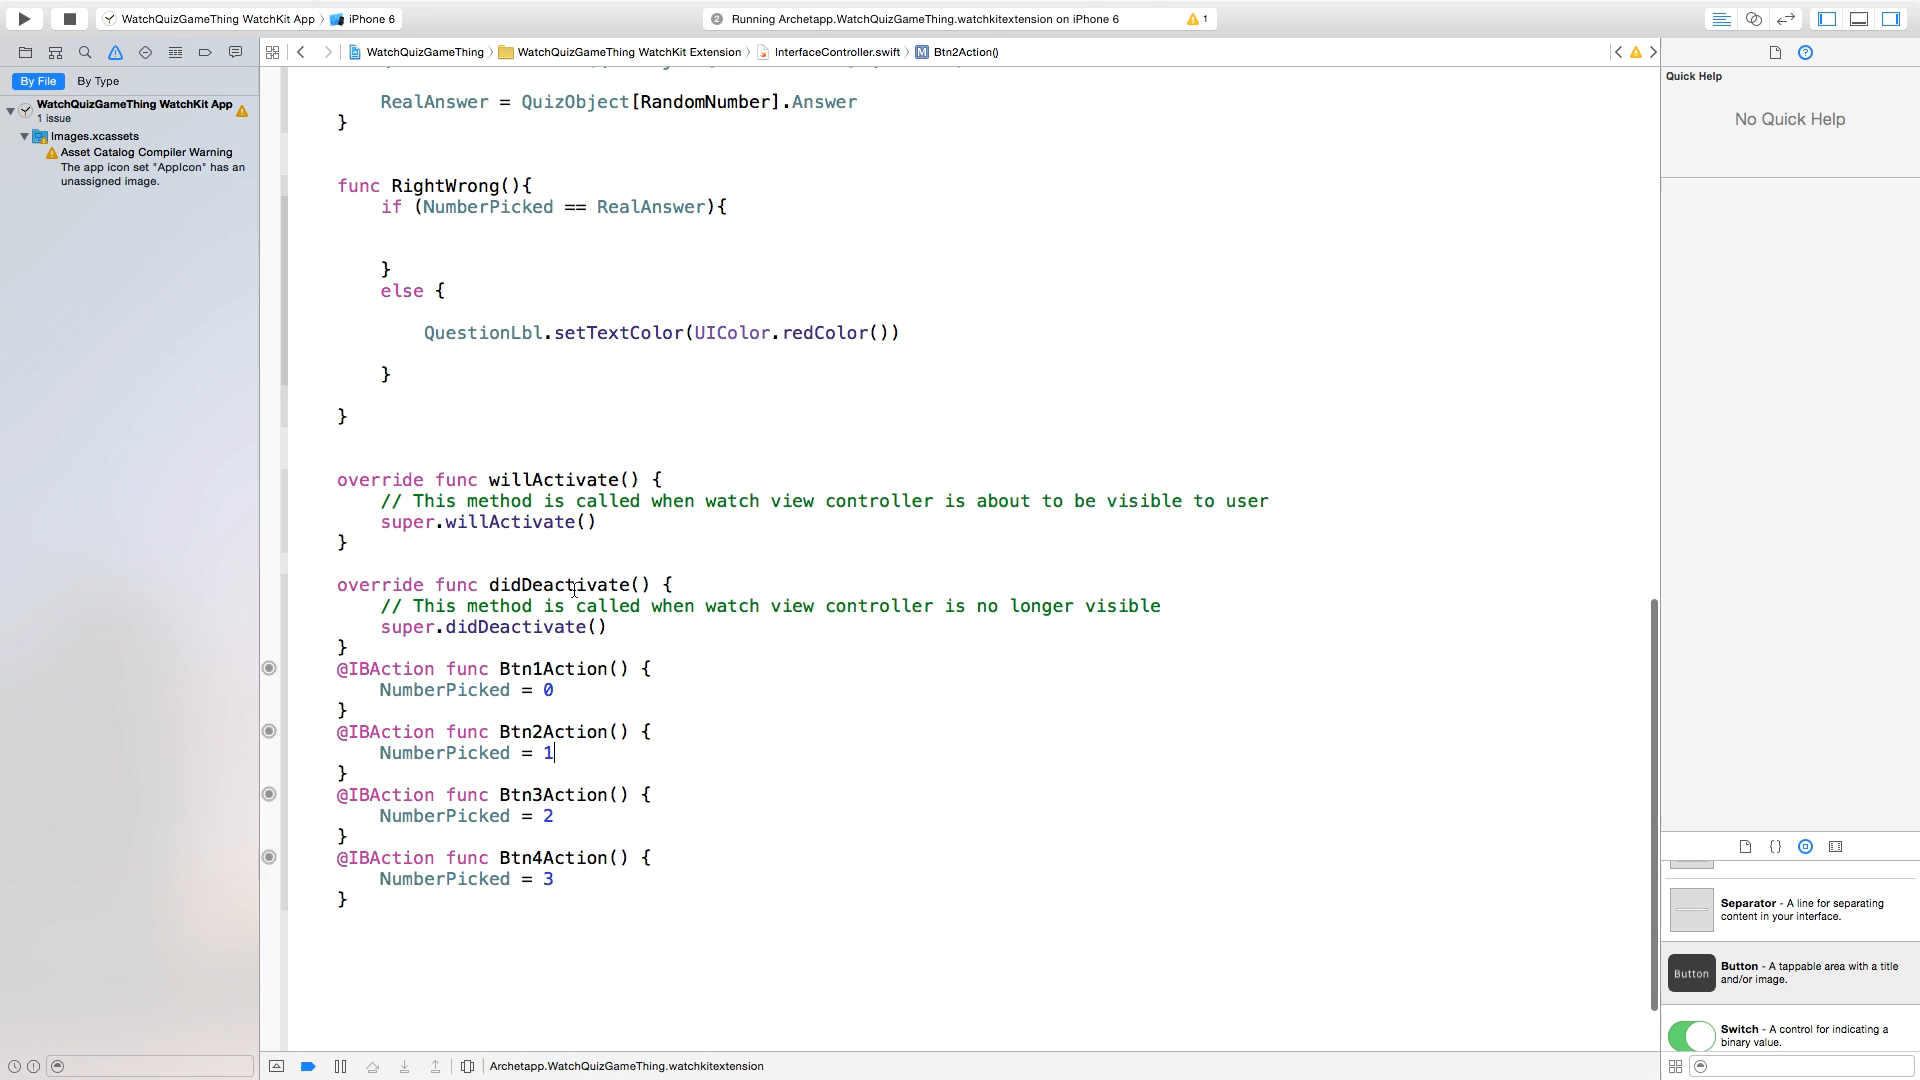 WatchQuizGameThing WatchKit App 〉 iPhone 6
2 Running Archetapp.WatchQuizGameThing.watchkitextension on iPhone 6 1
WatchQuizGameThing 〉 WatchQuizGameThing WatchKit Extension 〉 InterfaceController.swift 〉 M Btn2Action()
By File By Type
WatchQuizGameThing WatchKit App
1 issue
Images.xcassets
Asset Catalog Compiler Warning
The app icon set "AppIcon" has an
unassigned image.
RealAnswer = QuizObject[RandomNumber].Answer
}
func RightWrong(){
if (NumberPicked == RealAnswer){
}
else {
QuestionLbl.setTextColor(UIColor.redColor())
}
}
override func willActivate() {
// This method is called when watch view controller is about to be visible to user
super.willActivate()
}
override func didDeactivate() {
// This method is called when watch view controller is no longer visible
super.didDeactivate()
}
@IBAction func Btn1Action() {
NumberPicked = 0
}
@IBAction func Btn2Action() {
NumberPicked = 1
}
@IBAction func Btn3Action() {
NumberPicked = 2
}
@IBAction func Btn4Action() {
NumberPicked = 3
}
Archetapp.WatchQuizGameThing.watchkitextension
Quick Help
No Quick Help
{}
Separator - A line for separating
content in your interface.
Button
Button - A tappable area with a title
and/or image.
Switch - A control for indicating a
binary value.